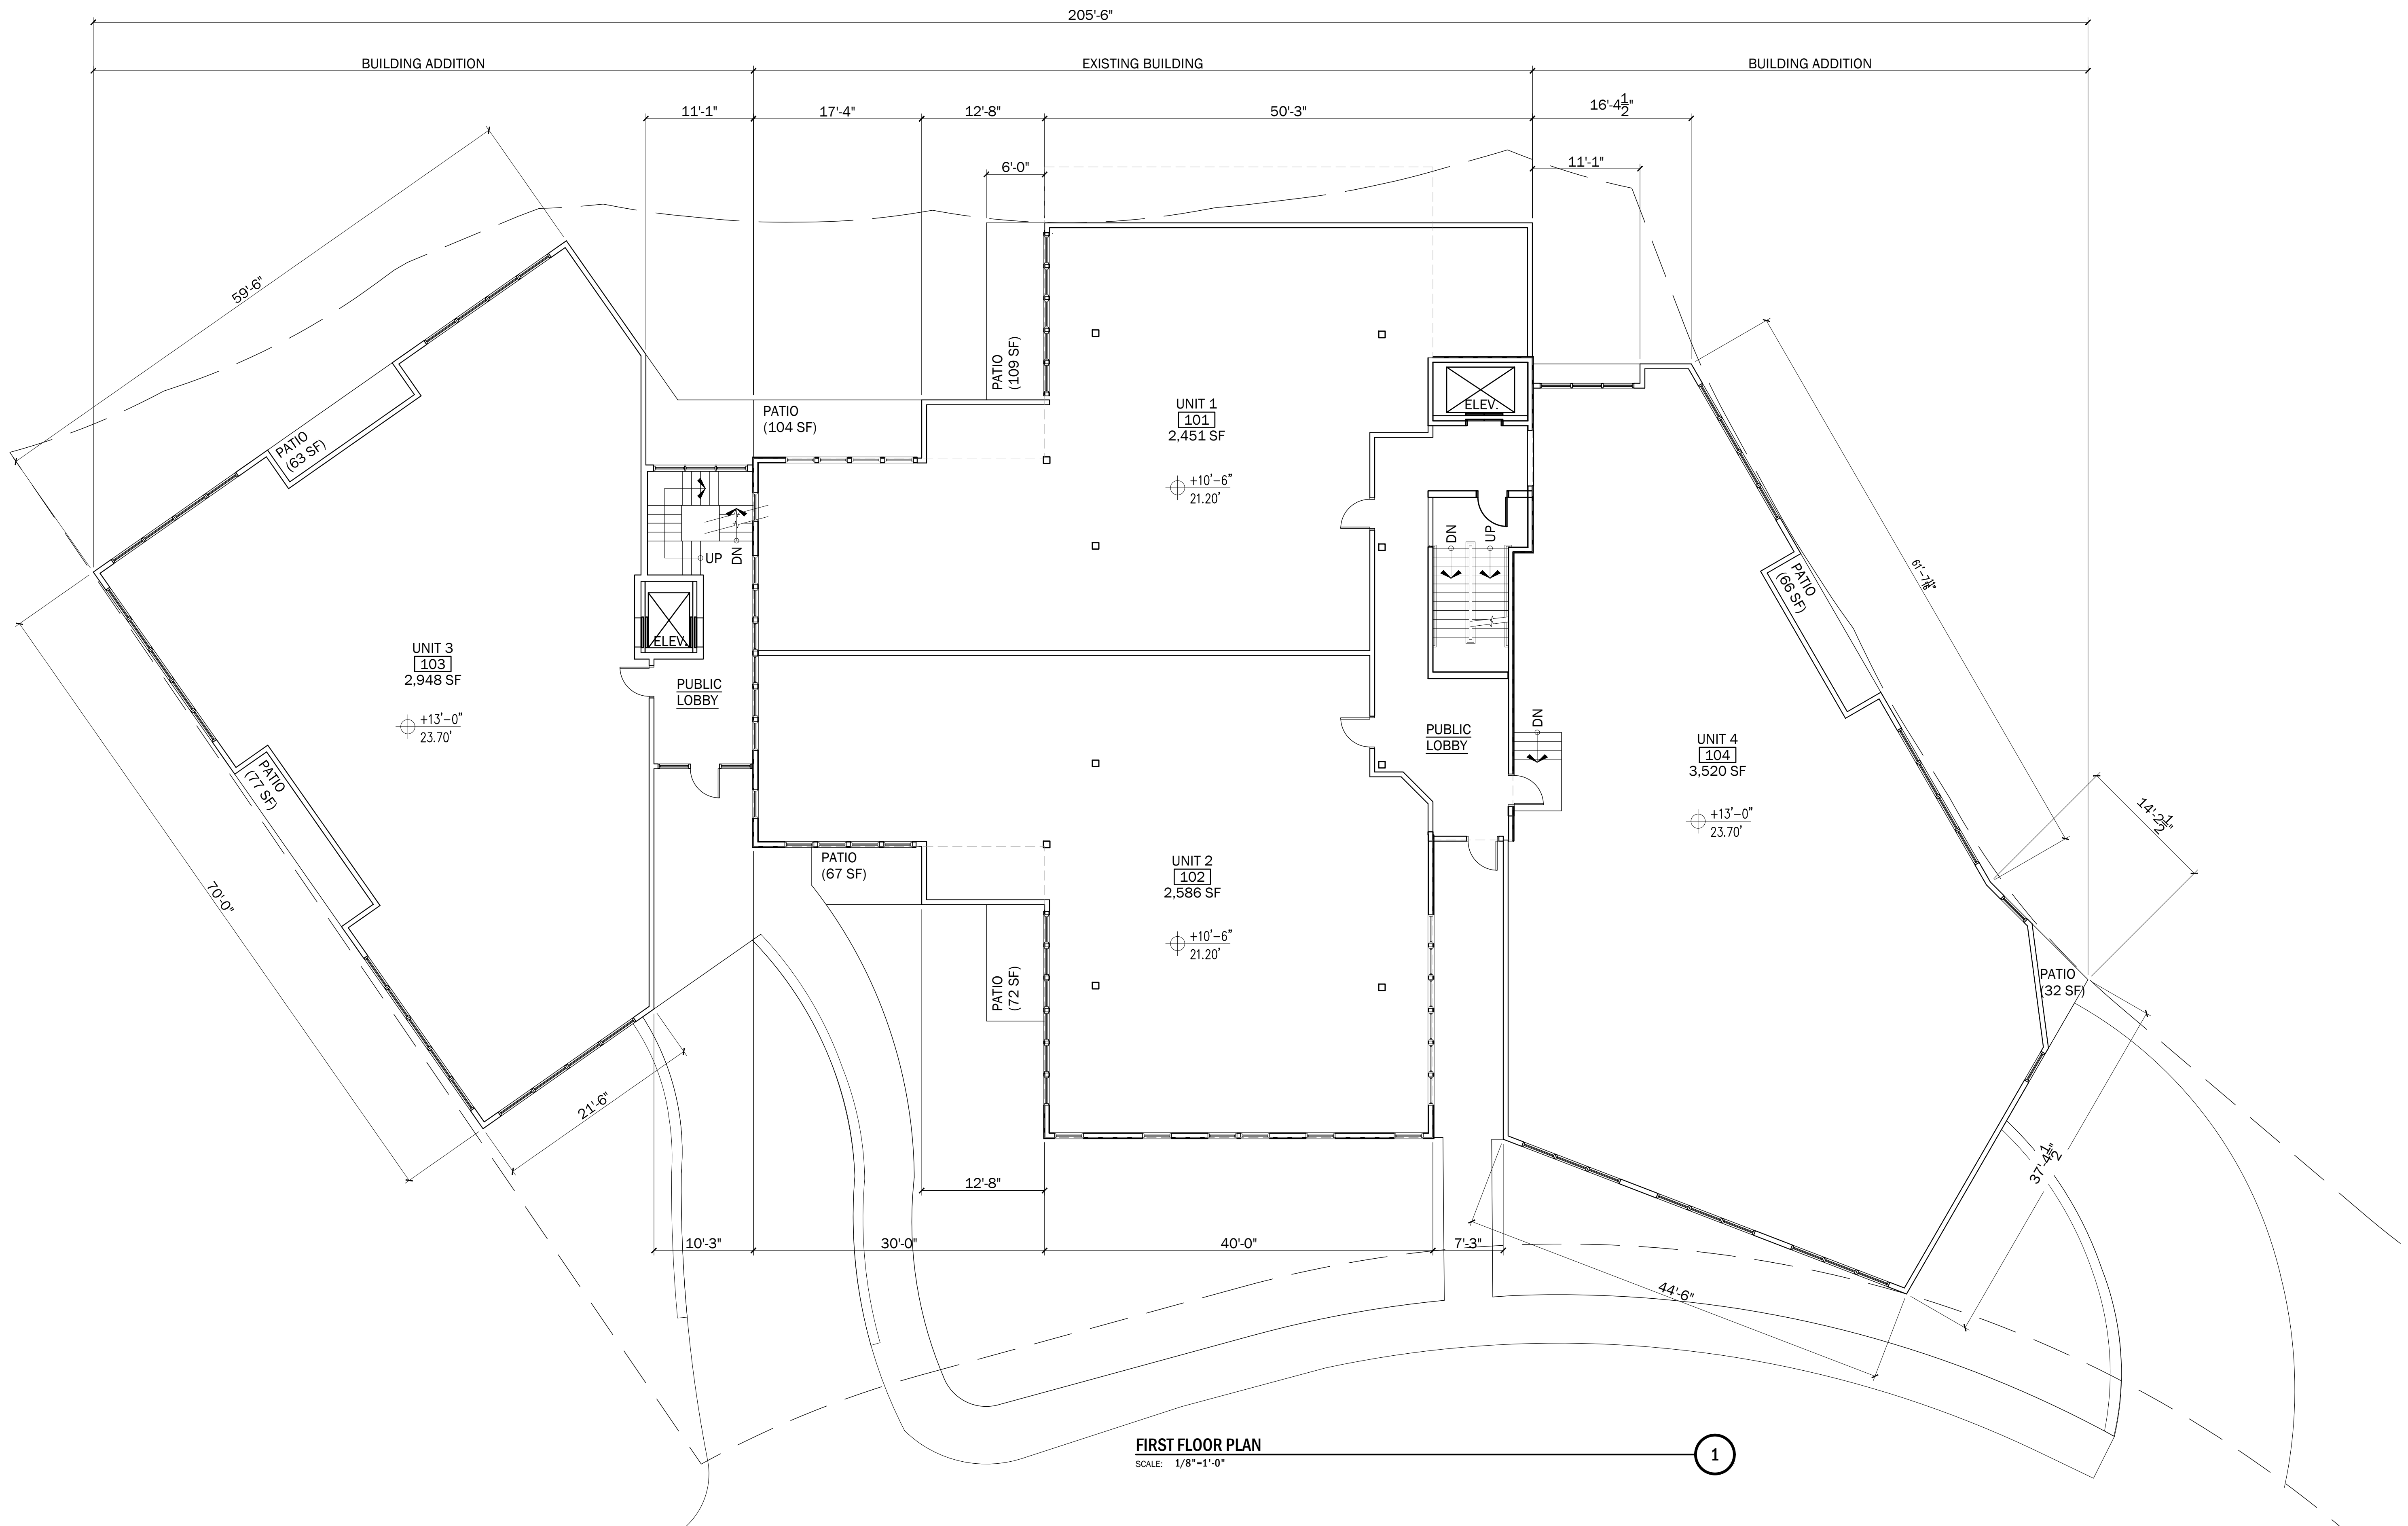 205'-6"
BUILDING ADDITION
EXISTING BUILDING
BUILDING ADDITION
11'-1"
17'-4"
12'-8"
50'-3"
16'-4 1/2"
6'-0"
11'-1"
59'-6"
PATIO
(109 SF)
PATIO
(104 SF)
UNIT 1
101
2,451 SF
ELEV.
PATIO
(63 SF)
+10'-6"
21.20'
DN
UP
UP
DN
PATIO
(66 SF)
61'-7 11/16"
ELEV.
UNIT 3
103
2,948 SF
PUBLIC
LOBBY
+13'-0"
23.70'
PATIO
(77 SF)
DN
PUBLIC
LOBBY
UNIT 4
104
3,520 SF
+13'-0"
23.70'
14'-2 1/2"
PATIO
(67 SF)
UNIT 2
102
2,586 SF
70'-0"
+10'-6"
21.20'
PATIO
(72 SF)
PATIO
(32 SF)
21'-6"
37'-4 1/2"
12'-8"
10'-3"
30'-0"
40'-0"
7'-3"
44'-6"
FIRST FLOOR PLAN
1
SCALE: 1/8"=1'-0"